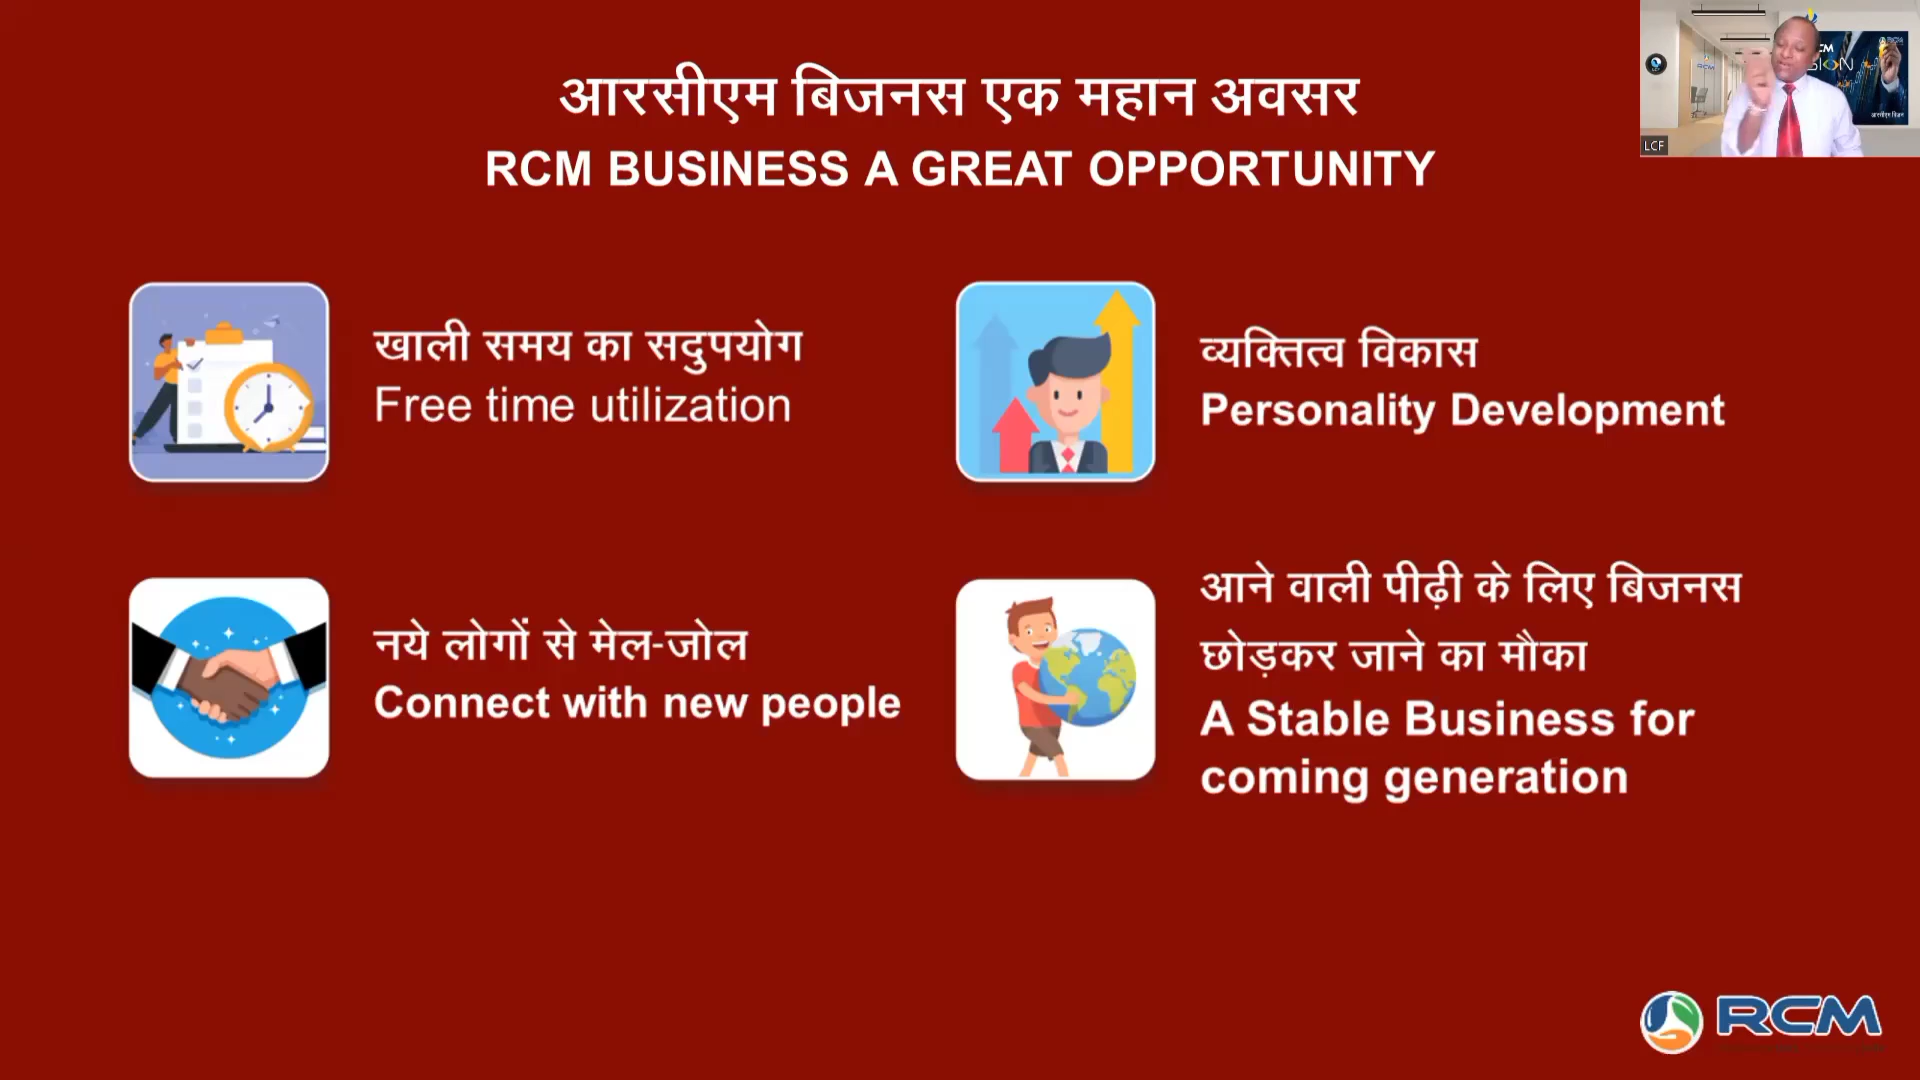 आरसीएम बिजनस एक महान अवसर
RCM BUSINESS A GREAT OPPORTUNITY
खाली समय का सदुपयोग
Free time utilization
व्यक्तित्व विकास
Personality Development
नये लोगों से मेल-जोल
Connect with new people
आने वाली पीढ़ी के लिए बिजनस
छोड़कर जाने का मौका
A Stable Business for
coming generation
LCF
RCM
RCM